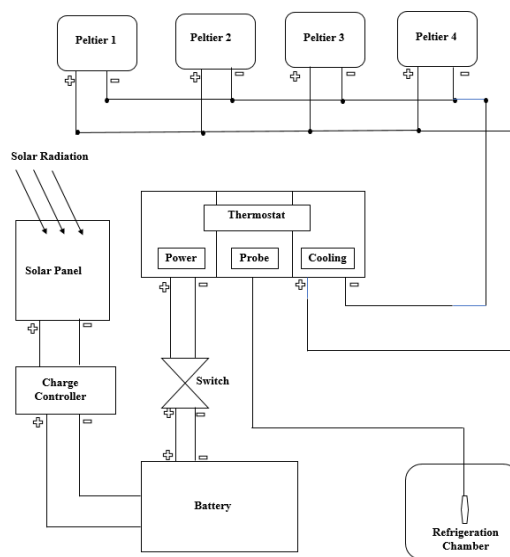 Peltier 1
Peltier 2
Peltier 3
Peltier 4
+ -
+ -
+ -
+ -
Solar Radiation
Thermostat
Power
Probe
Cooling
Solar Panel
+ -
+ -
+ -
Charge
Controller
Switch
+ -
+ -
+ -
Battery
Refrigeration
Chamber